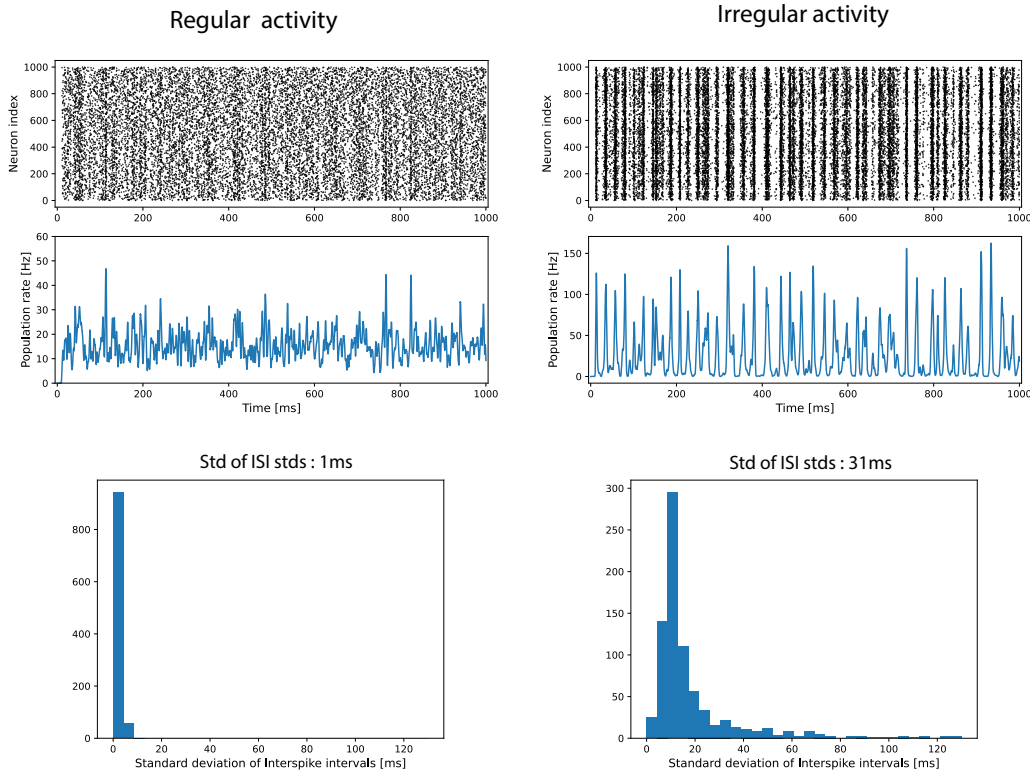 Regular activity
Irregular activity
1000
800
600
400
200
0
Neuron index
0 200 400 600 800 1000
60
50
40
30
20
10
0
Population rate [Hz]
0 200 400 600 800 1000
Time [ms]
1000
800
600
400
200
0
Neuron index
0 200 400 600 800 1000
150
100
50
0
Population rate [Hz]
0 200 400 600 800 1000
Time [ms]
Std of ISI stds : 1ms
800
600
400
200
0
0 20 40 60 80 100 120
Standard deviation of Interspike intervals [ms]
Std of ISI stds : 31ms
300
250
200
150
100
50
0
0 20 40 60 80 100 120
Standard deviation of Interspike intervals [ms]